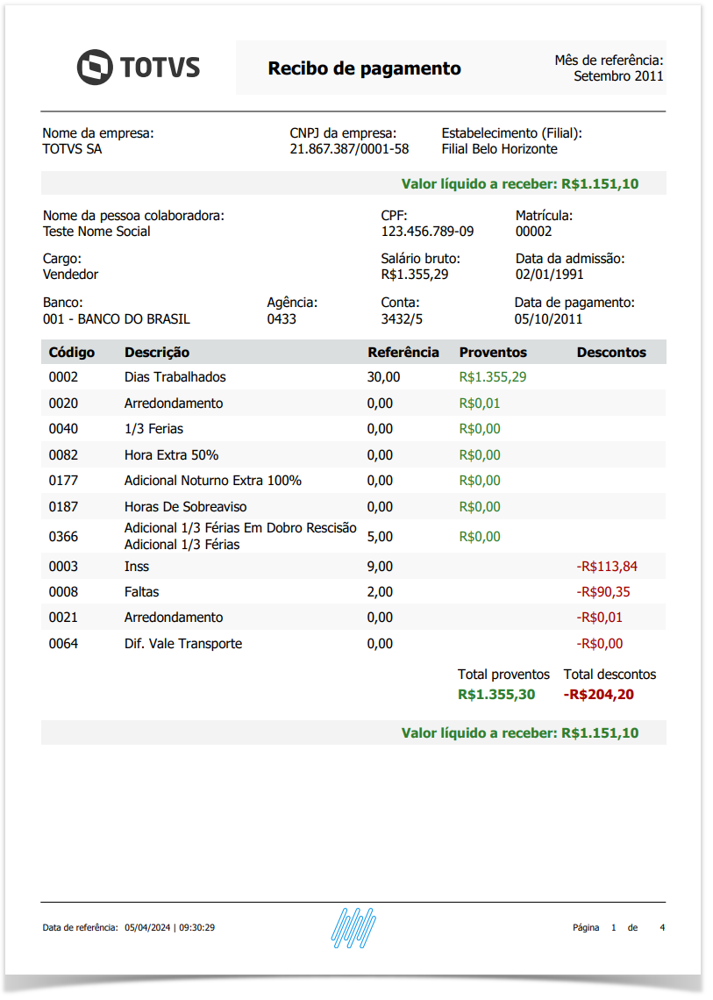 TOTVS
Recibo de pagamento
Mês de referência:
Setembro 2011
Nome da empresa: CNPJ da empresa: Estabelecimento (Filial):
TOTVS SA 21.867.387/0001-58 Filial Belo Horizonte
Valor líquido a receber: R$1.151,10
Nome da pessoa colaboradora: CPF: Matrícula:
Teste Nome Social 123.456.789-09 00002
Cargo: Salário bruto: Data da admissão:
Vendedor R$1.355,29 02/01/1991
Banco: Agência: Conta: Data de pagamento:
001 - BANCO DO BRASIL 0433 3432/5 05/10/2011
Código Descrição Referência Proventos Descontos
0002 Dias Trabalhados 30,00 R$1.355,29
0020 Arredondamento 0,00 R$0,01
0040 1/3 Ferias 0,00 R$0,00
0082 Hora Extra 50% 0,00 R$0,00
0177 Adicional Noturno Extra 100% 0,00 R$0,00
0187 Horas De Sobreaviso 0,00 R$0,00
0366 Adicional 1/3 Férias Em Dobro Rescisão 5,00 R$0,00
Adicional 1/3 Férias
0003 Inss 9,00 -R$113,84
0008 Faltas 2,00 -R$90,35
0021 Arredondamento 0,00 -R$0,01
0064 Dif. Vale Transporte 0,00 -R$0,00
Total proventos Total descontos
R$1.355,30 -R$204,20
Valor líquido a receber: R$1.151,10
Data de referência: 05/04/2024 | 09:30:29 Página 1 de 4